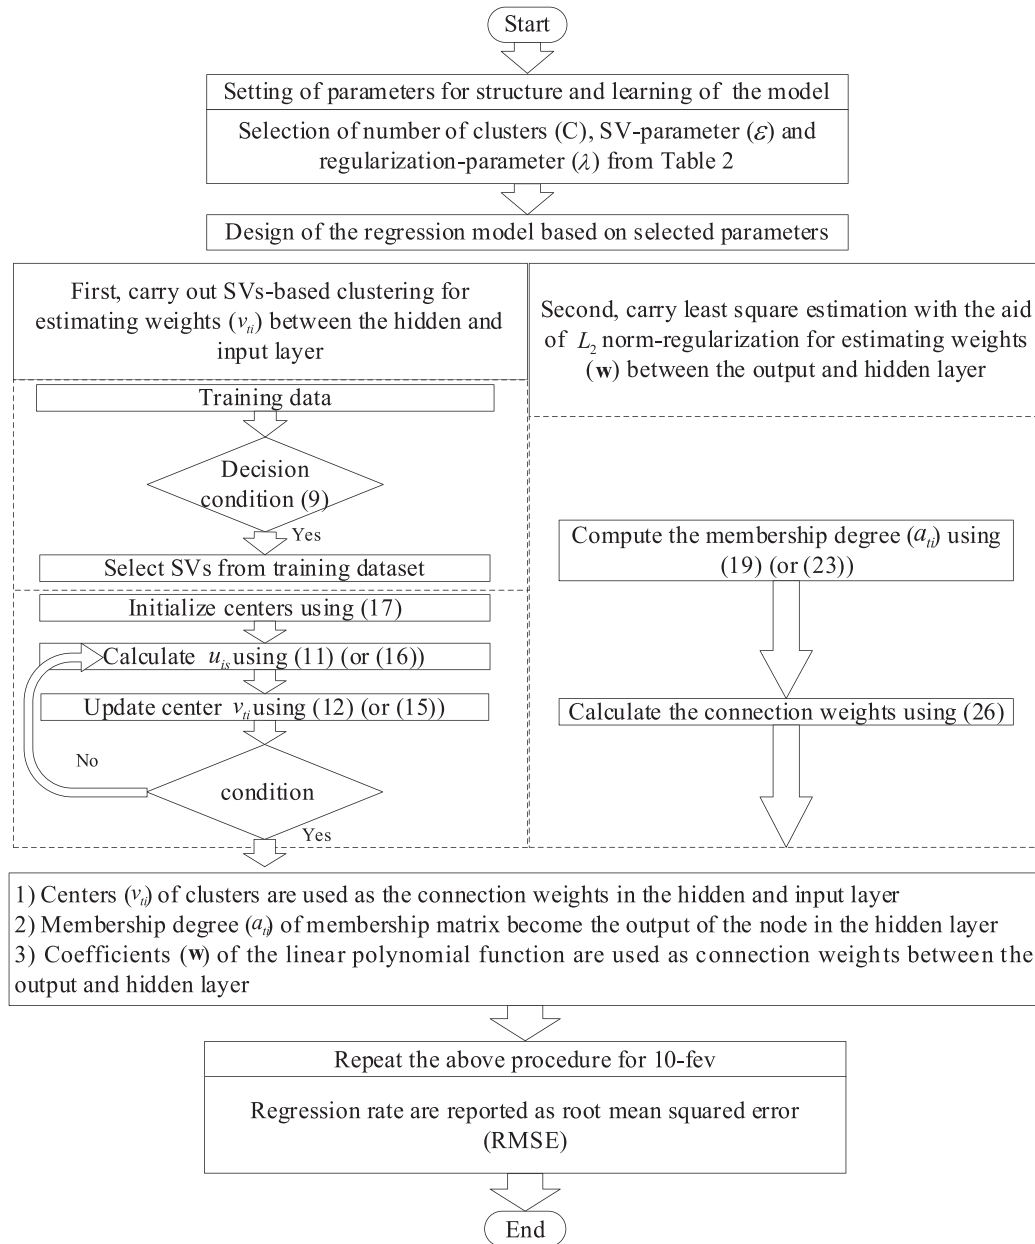 Start
Setting of parameters for structure and learning of the model
Selection of number of clusters (C), SV-parameter (ε) and
regularization-parameter (λ) from Table 2
Design of the regression model based on selected parameters
First, carry out SVs-based clustering for
estimating weights (v_ti) between the hidden and
input layer
Second, carry least square estimation with the aid
of L_2 norm-regularization for estimating weights
(w) between the output and hidden layer
Training data
Decision
condition (9)
Yes
Select SVs from training dataset
Initialize centers using (17)
Calculate u_is using (11) (or (16))
Update center v_ti using (12) (or (15))
No
condition
Yes
Compute the membership degree (a_ti) using
(19) (or (23))
Calculate the connection weights using (26)
1) Centers (v_ti) of clusters are used as the connection weights in the hidden and input layer
2) Membership degree (a_ti) of membership matrix become the output of the node in the hidden layer
3) Coefficients (w) of the linear polynomial function are used as connection weights between the
output and hidden layer
Repeat the above procedure for 10-fev
Regression rate are reported as root mean squared error
(RMSE)
End